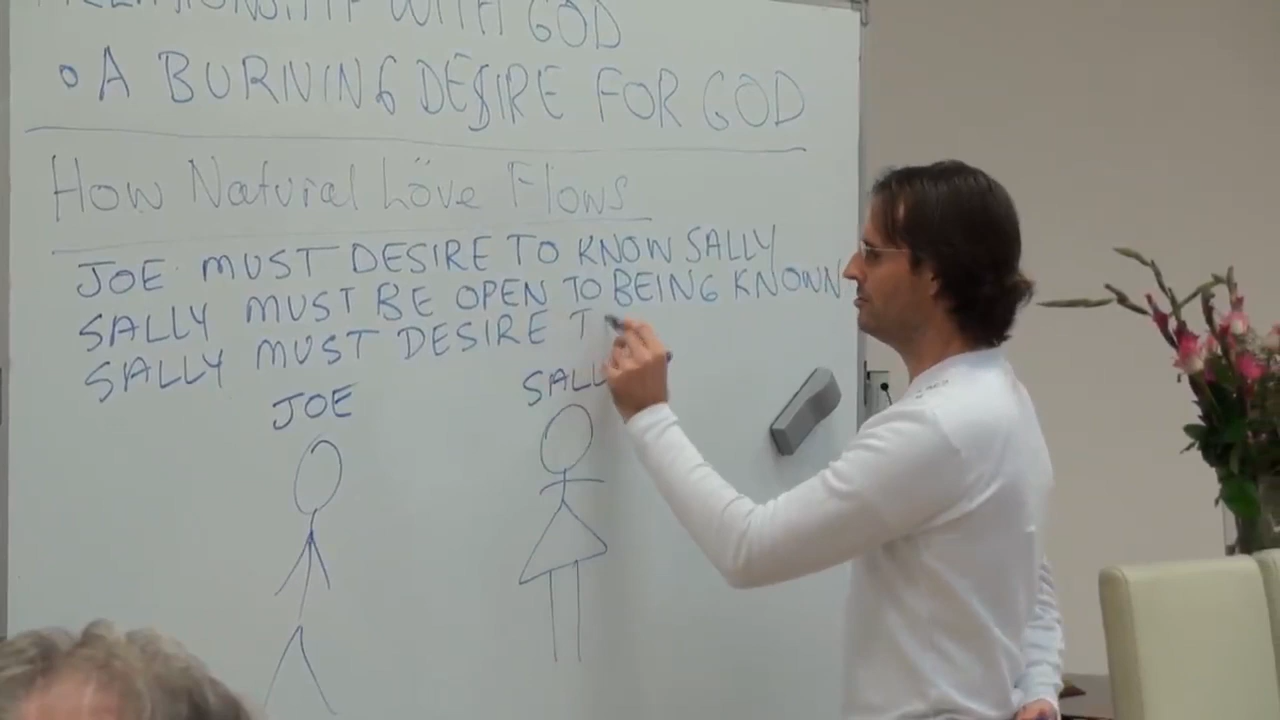 RELATIONSHIP WITH GOD
• A BURNING DESIRE FOR GOD
How Natural Love Flows
JOE MUST DESIRE TO KNOW SALLY
SALLY MUST BE OPEN TO BEING KNOWN
SALLY MUST DESIRE T
JOE
SALL